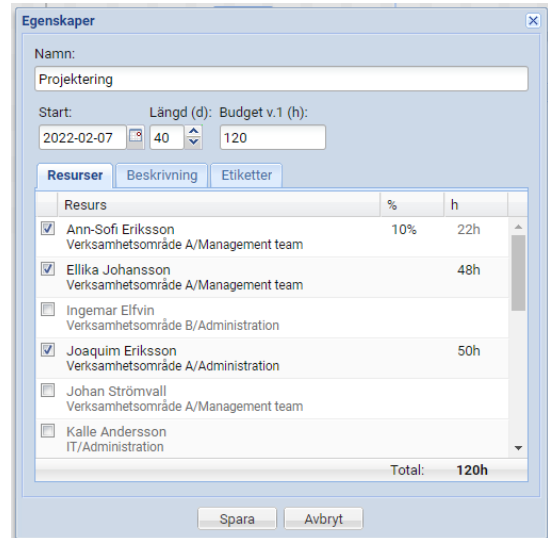 Egenskaper
Namn:
Projektering
Start: Längd (d): Budget v.1 (h):
2022-02-07 40 120
Resurser Beskrivning Etiketter
Resurs % h
Ann-Sofi Eriksson 10% 22h
Verksamhetsområde A/Management team
Ellika Johansson 48h
Verksamhetsområde A/Management team
Ingemar Elfvin
Verksamhetsområde B/Administration
Joaquim Eriksson 50h
Verksamhetsområde A/Administration
Johan Strömvall
Verksamhetsområde A/Management team
Kalle Andersson
IT/Administration
Total: 120h
Spara Avbryt